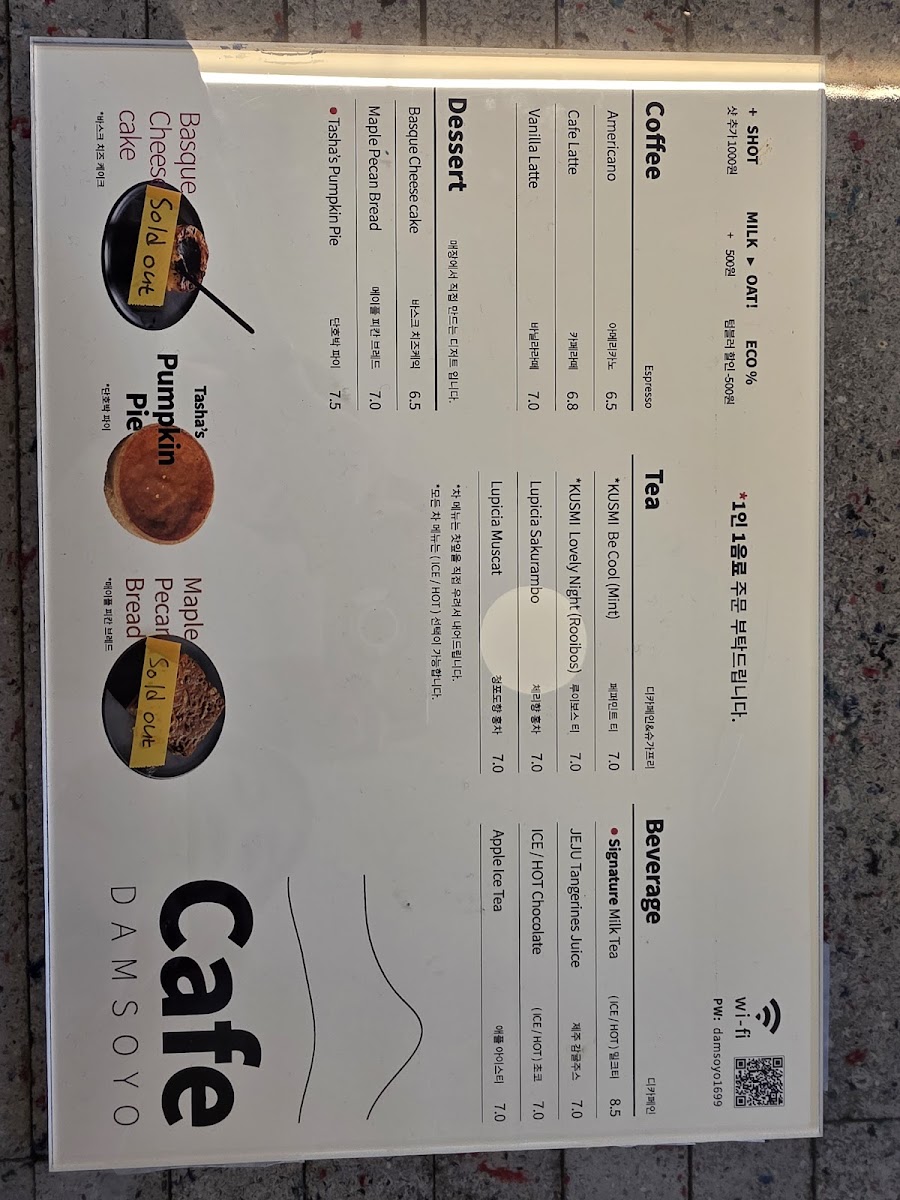 + SHOT MILK ▸ OAT! ECO %
샷 추가 1000원 + 500원 텀블러 할인 -500원
*1인 1음료 주문 부탁드립니다.
wi-fi
PW: damsoyo1699
Coffee Espresso
Americano 아메리카노 6.5
Cafe Latte 카페라떼 6.8
Vanilla Latte 바닐라라떼 7.0
Dessert 매장에서 직접 만드는 디저트 입니다.
Basque Cheese cake 바스크 치즈케익 6.5
Maple Pecan Bread 메이플 피칸 브레드 7.0
• Tasha's Pumpkin Pie 단호박 파이 7.5
Tea 디카페인&슈가프리
*KUSMI Be Cool (Mint) 페퍼민트 티 7.0
*KUSMI Lovely Night (Rooibos) 루이보스 티 7.0
Lupicia Sakurambo 체리향 홍차 7.0
Lupicia Muscat 청포도향 홍차 7.0
*차 메뉴는 찻잎을 직접 우려서 내어드립니다.
*모든 차 메뉴는 ( ICE / HOT ) 선택이 가능합니다.
Beverage 디카페인
• Signature Milk Tea ( ICE / HOT ) 밀크티 8.5
JEJU Tangerines Juice 제주 감귤주스 7.0
ICE / HOT Chocolate ( ICE / HOT ) 초코 7.0
Apple Ice Tea 애플 아이스티 7.0
Basque
Cheese
cake
*바스크 치즈 케이크
Sold out
Tasha's
Pumpkin
Pie
*단호박 파이
Maple
Pecan
Bread
*메이플 피칸 브레드
Sold out
Cafe
DAMSOYO